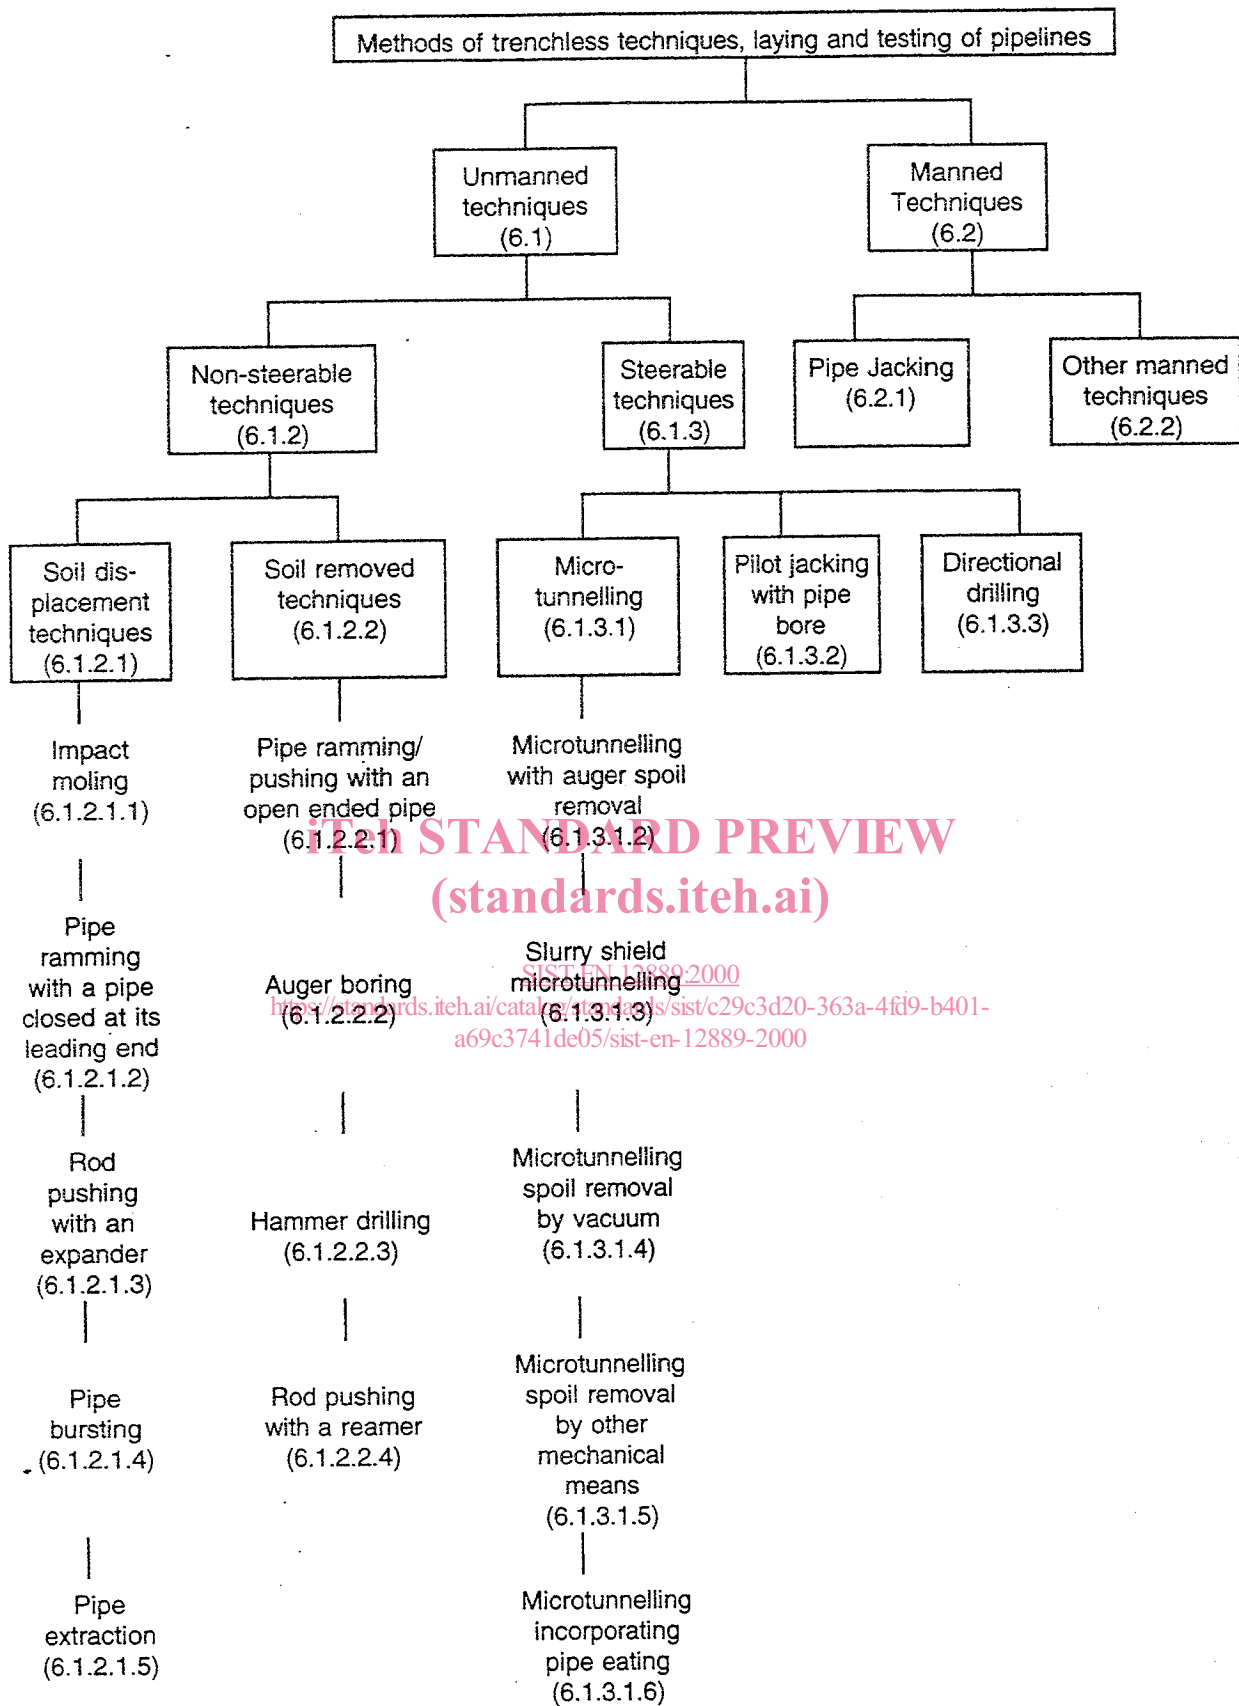 Methods of trenchless techniques, laying and testing of pipelines
Unmanned
techniques
(6.1)
Manned
Techniques
(6.2)
Non-steerable
techniques
(6.1.2)
Steerable
techniques
(6.1.3)
Pipe Jacking
(6.2.1)
Other manned
techniques
(6.2.2)
Soil dis-
placement
techniques
(6.1.2.1)
Soil removed
techniques
(6.1.2.2)
Micro-
tunnelling
(6.1.3.1)
Pilot jacking
with pipe
bore
(6.1.3.2)
Directional
drilling
(6.1.3.3)
Impact
moling
(6.1.2.1.1)
Pipe ramming/
pushing with an
open ended pipe
(6.1.2.2.1)
Microtunnelling
with auger spoil
removal
(6.1.3.1.2)
iTeh STANDARD PREVIEW
(standards.iteh.ai)
Pipe
ramming
with a pipe
closed at its
leading end
(6.1.2.1.2)
Auger boring
(6.1.2.2.2)
Slurry shield
microtunnelling
(6.1.3.1.3)
SIST EN 12889:2000
https://standards.iteh.ai/catalog/standards/sist/c29c3d20-363a-4fd9-b401-
a69c3741de05/sist-en-12889-2000
Rod
pushing
with an
expander
(6.1.2.1.3)
Hammer drilling
(6.1.2.2.3)
Microtunnelling
spoil removal
by vacuum
(6.1.3.1.4)
Pipe
bursting
(6.1.2.1.4)
Rod pushing
with a reamer
(6.1.2.2.4)
Microtunnelling
spoil removal
by other
mechanical
means
(6.1.3.1.5)
Pipe
extraction
(6.1.2.1.5)
Microtunnelling
incorporating
pipe eating
(6.1.3.1.6)